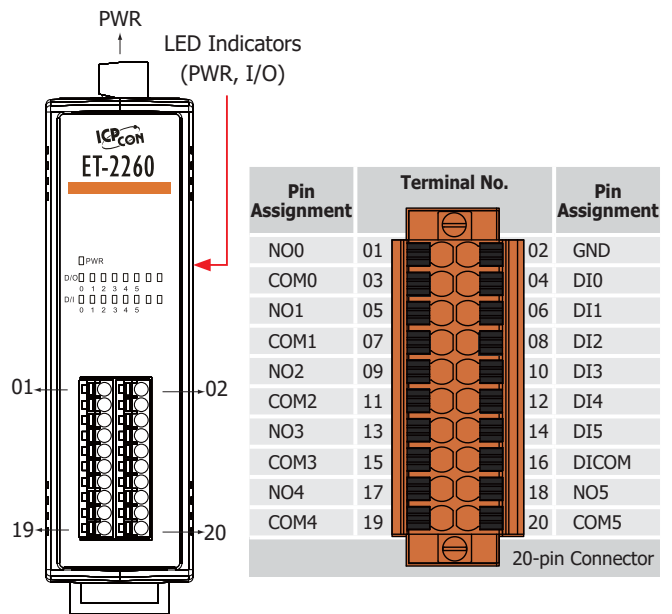 PWR
LED Indicators
(PWR, I/O)
ICP CON
ET-2260
PWR
D/O
0 1 2 3 4 5
D/I
0 1 2 3 4 5
01
02
19
20
Pin Assignment Terminal No. Pin Assignment
NO0 01 02 GND
COM0 03 04 DI0
NO1 05 06 DI1
COM1 07 08 DI2
NO2 09 10 DI3
COM2 11 12 DI4
NO3 13 14 DI5
COM3 15 16 DICOM
NO4 17 18 NO5
COM4 19 20 COM5
20-pin Connector